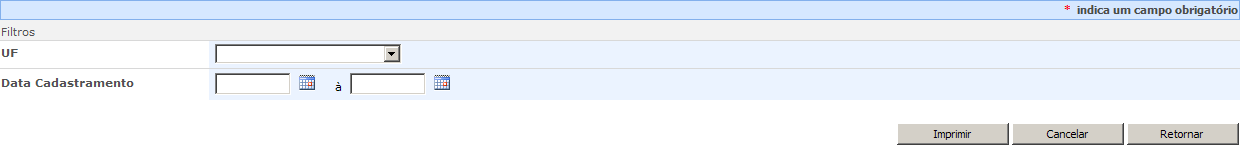 * indica um campo obrigatório
Filtros
UF
Data Cadastramento à
Imprimir Cancelar Retornar